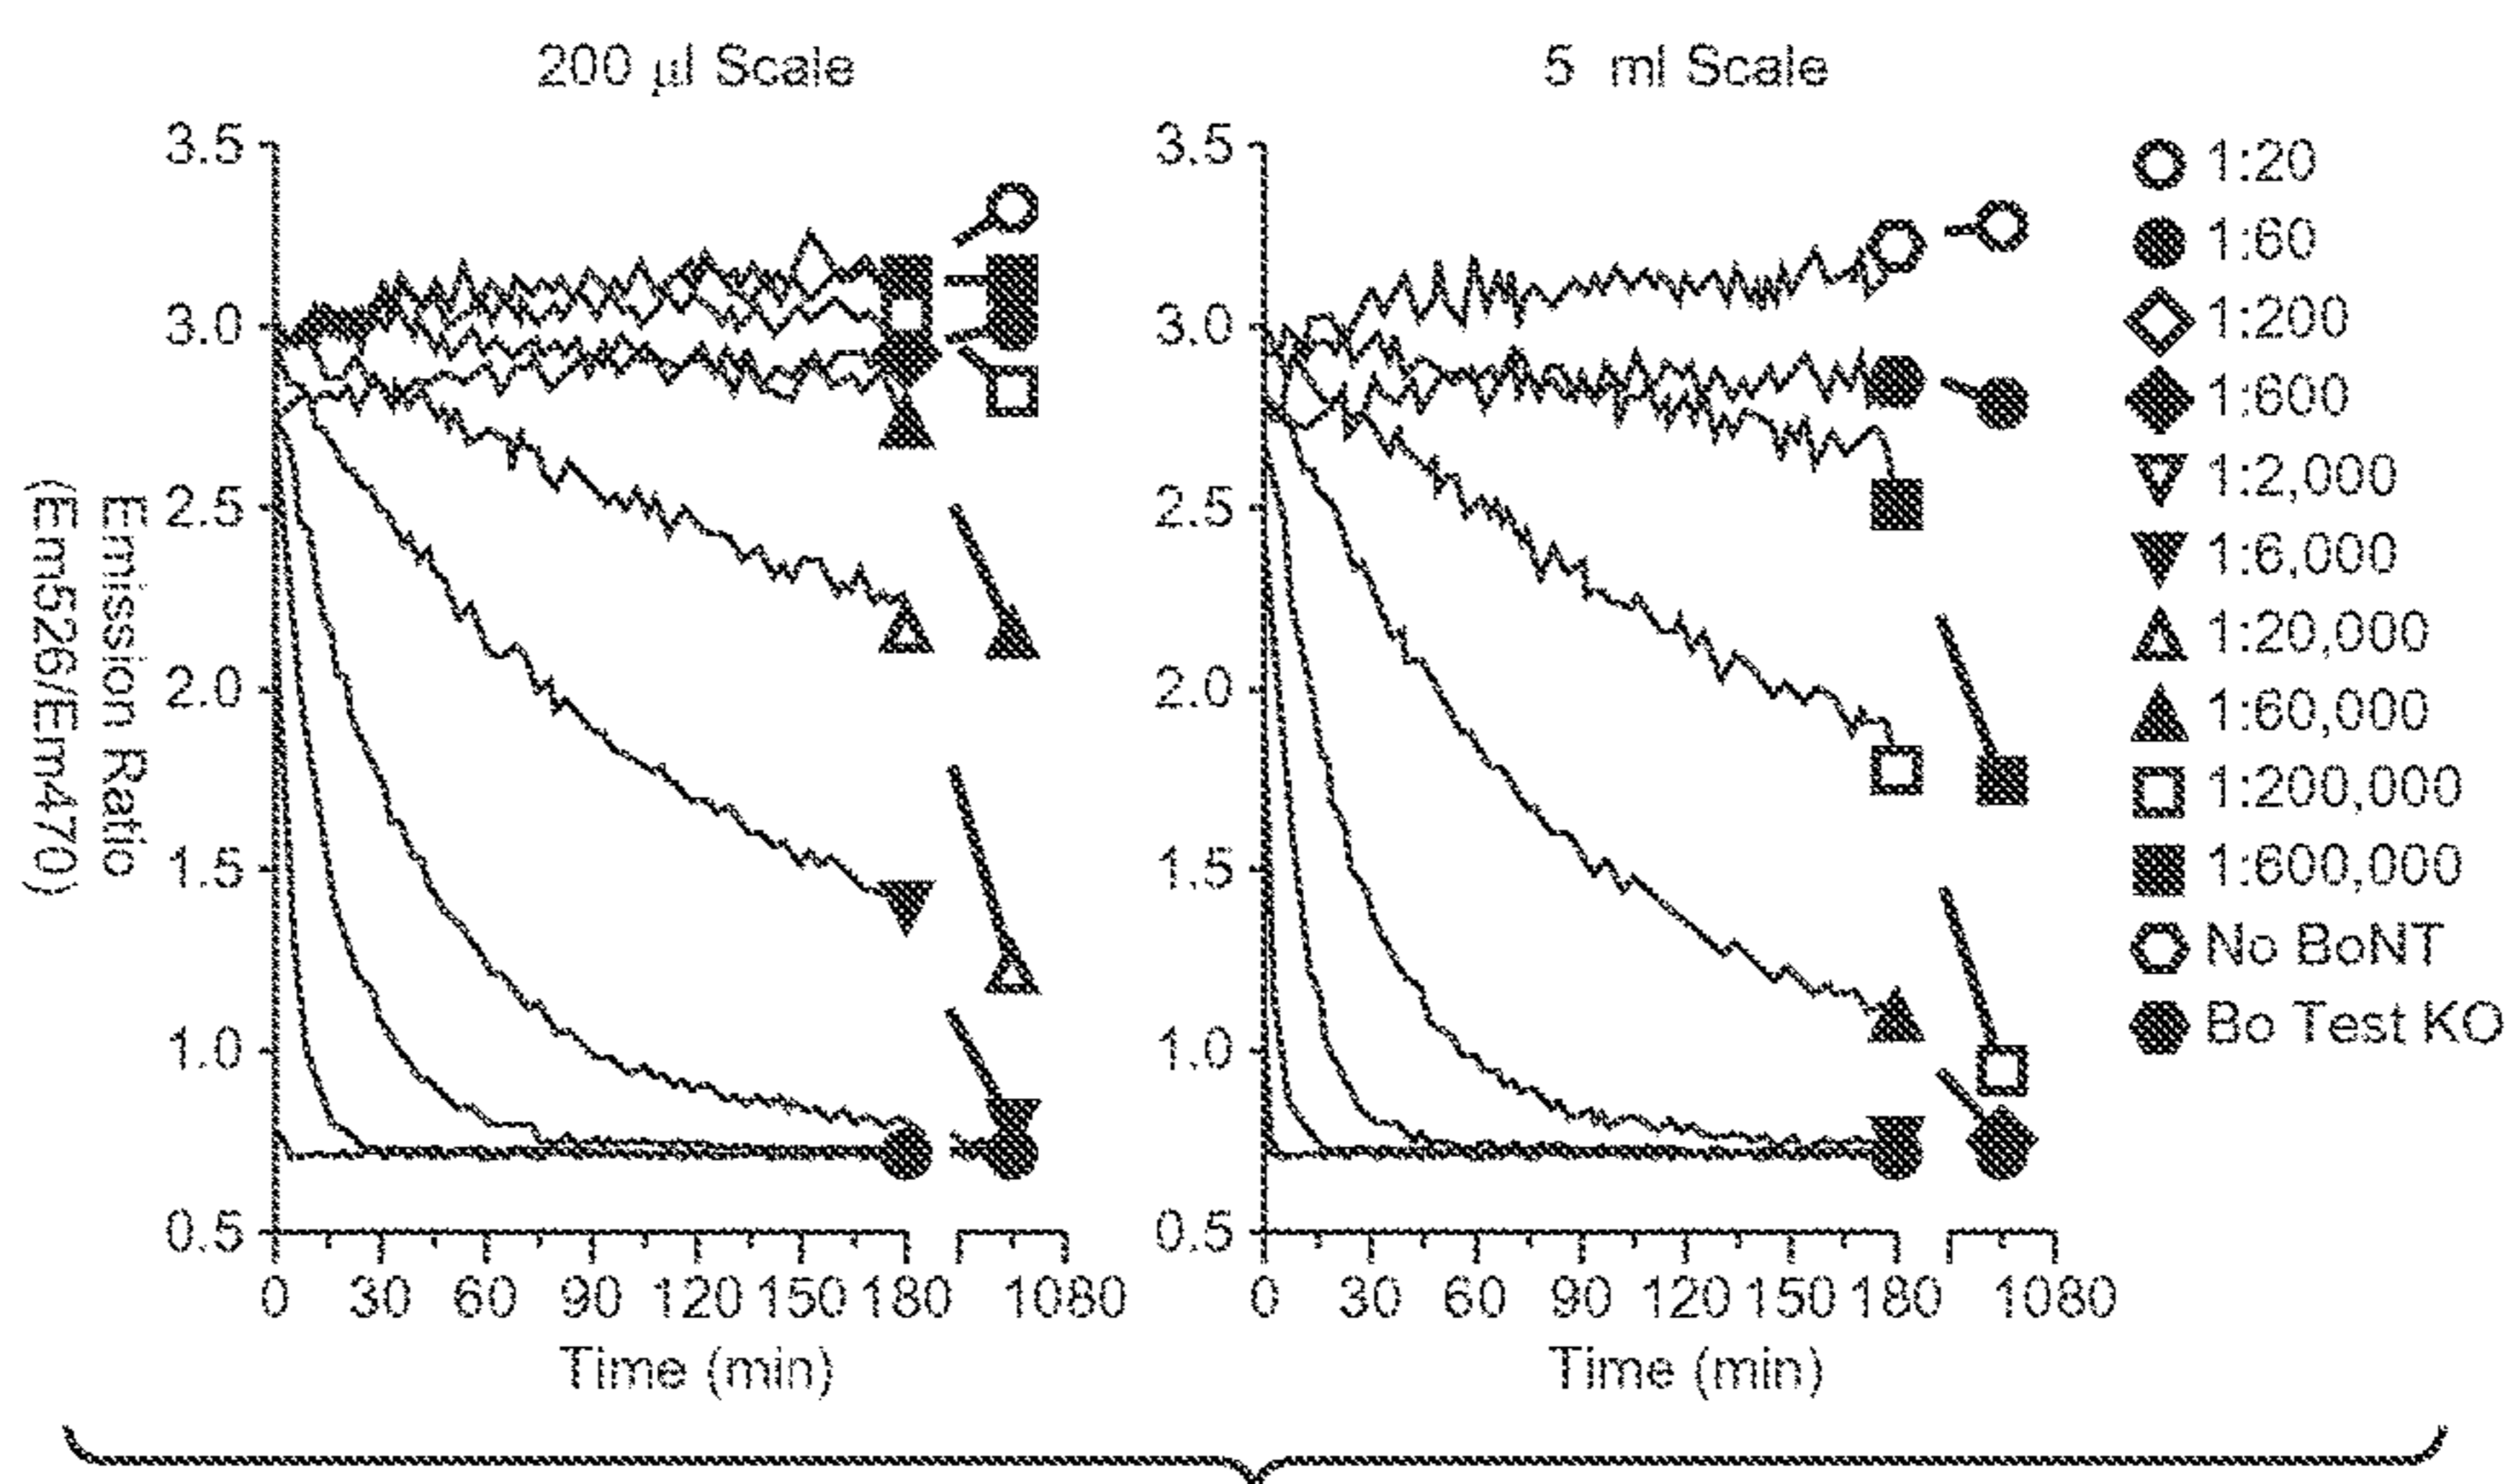 200 µl Scale
5 ml Scale
3.5
3.0
2.5
2.0
1.5
1.0
0.5
Emission Ratio
(Em526/Em470)
0 30 60 90 120 150 180 1080
Time (min)
3.5
3.0
2.5
2.0
1.5
1.0
0.5
0 30 60 90 120 150 180 1080
Time (min)
1:20
1:60
1:200
1:600
1:2,000
1:6,000
1:20,000
1:60,000
1:200,000
1:600,000
No BoNT
Bo Test KO